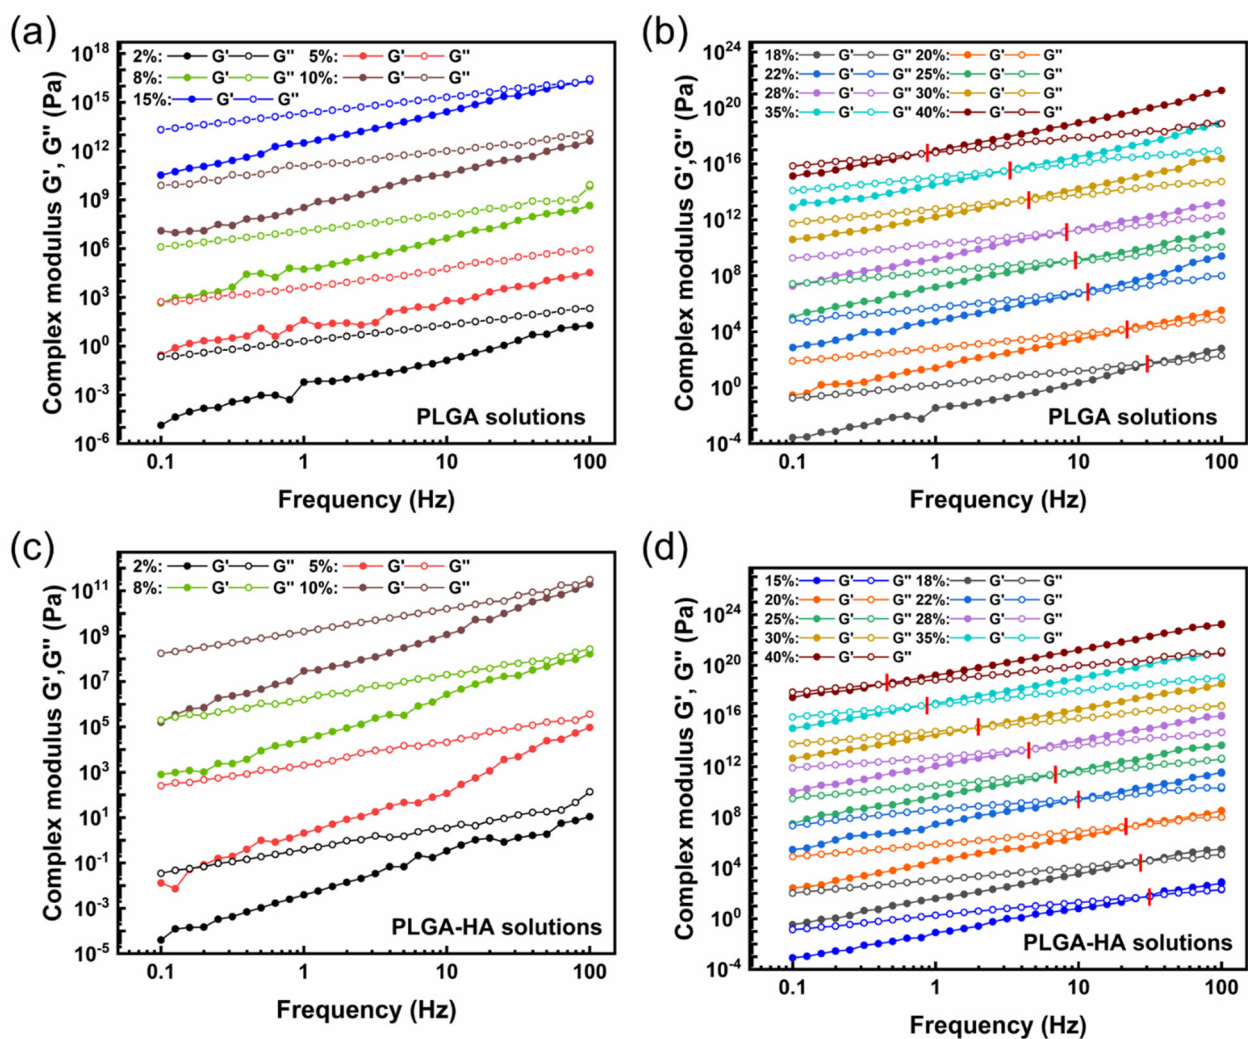 (a)
Complex modulus G', G'' (Pa)
10^18
10^15
10^12
10^9
10^6
10^3
10^0
10^-3
10^-6
2%: G' G'' 5%: G' G''
8%: G' G'' 10%: G' G''
15%: G' G''
PLGA solutions
0.1 1 10 100
Frequency (Hz)
(b)
Complex modulus G',G'' (Pa)
10^24
10^20
10^16
10^12
10^8
10^4
10^0
10^-4
18%: G' G'' 20%: G' G''
22%: G' G'' 25%: G' G''
28%: G' G'' 30%: G' G''
35%: G' G'' 40%: G' G''
PLGA solutions
0.1 1 10 100
Frequency (Hz)
(c)
Complex modulus G',G'' (Pa)
10^11
10^9
10^7
10^5
10^3
10^1
10^-1
10^-3
10^-5
2%: G' G'' 5%: G' G''
8%: G' G'' 10%: G' G''
PLGA-HA solutions
0.1 1 10 100
Frequency (Hz)
(d)
Complex modulus G', G'' (Pa)
10^24
10^20
10^16
10^12
10^8
10^4
10^0
10^-4
15%: G' G'' 18%: G' G''
20%: G' G'' 22%: G' G''
25%: G' G'' 28%: G' G''
30%: G' G'' 35%: G' G''
40%: G' G''
PLGA-HA solutions
0.1 1 10 100
Frequency (Hz)